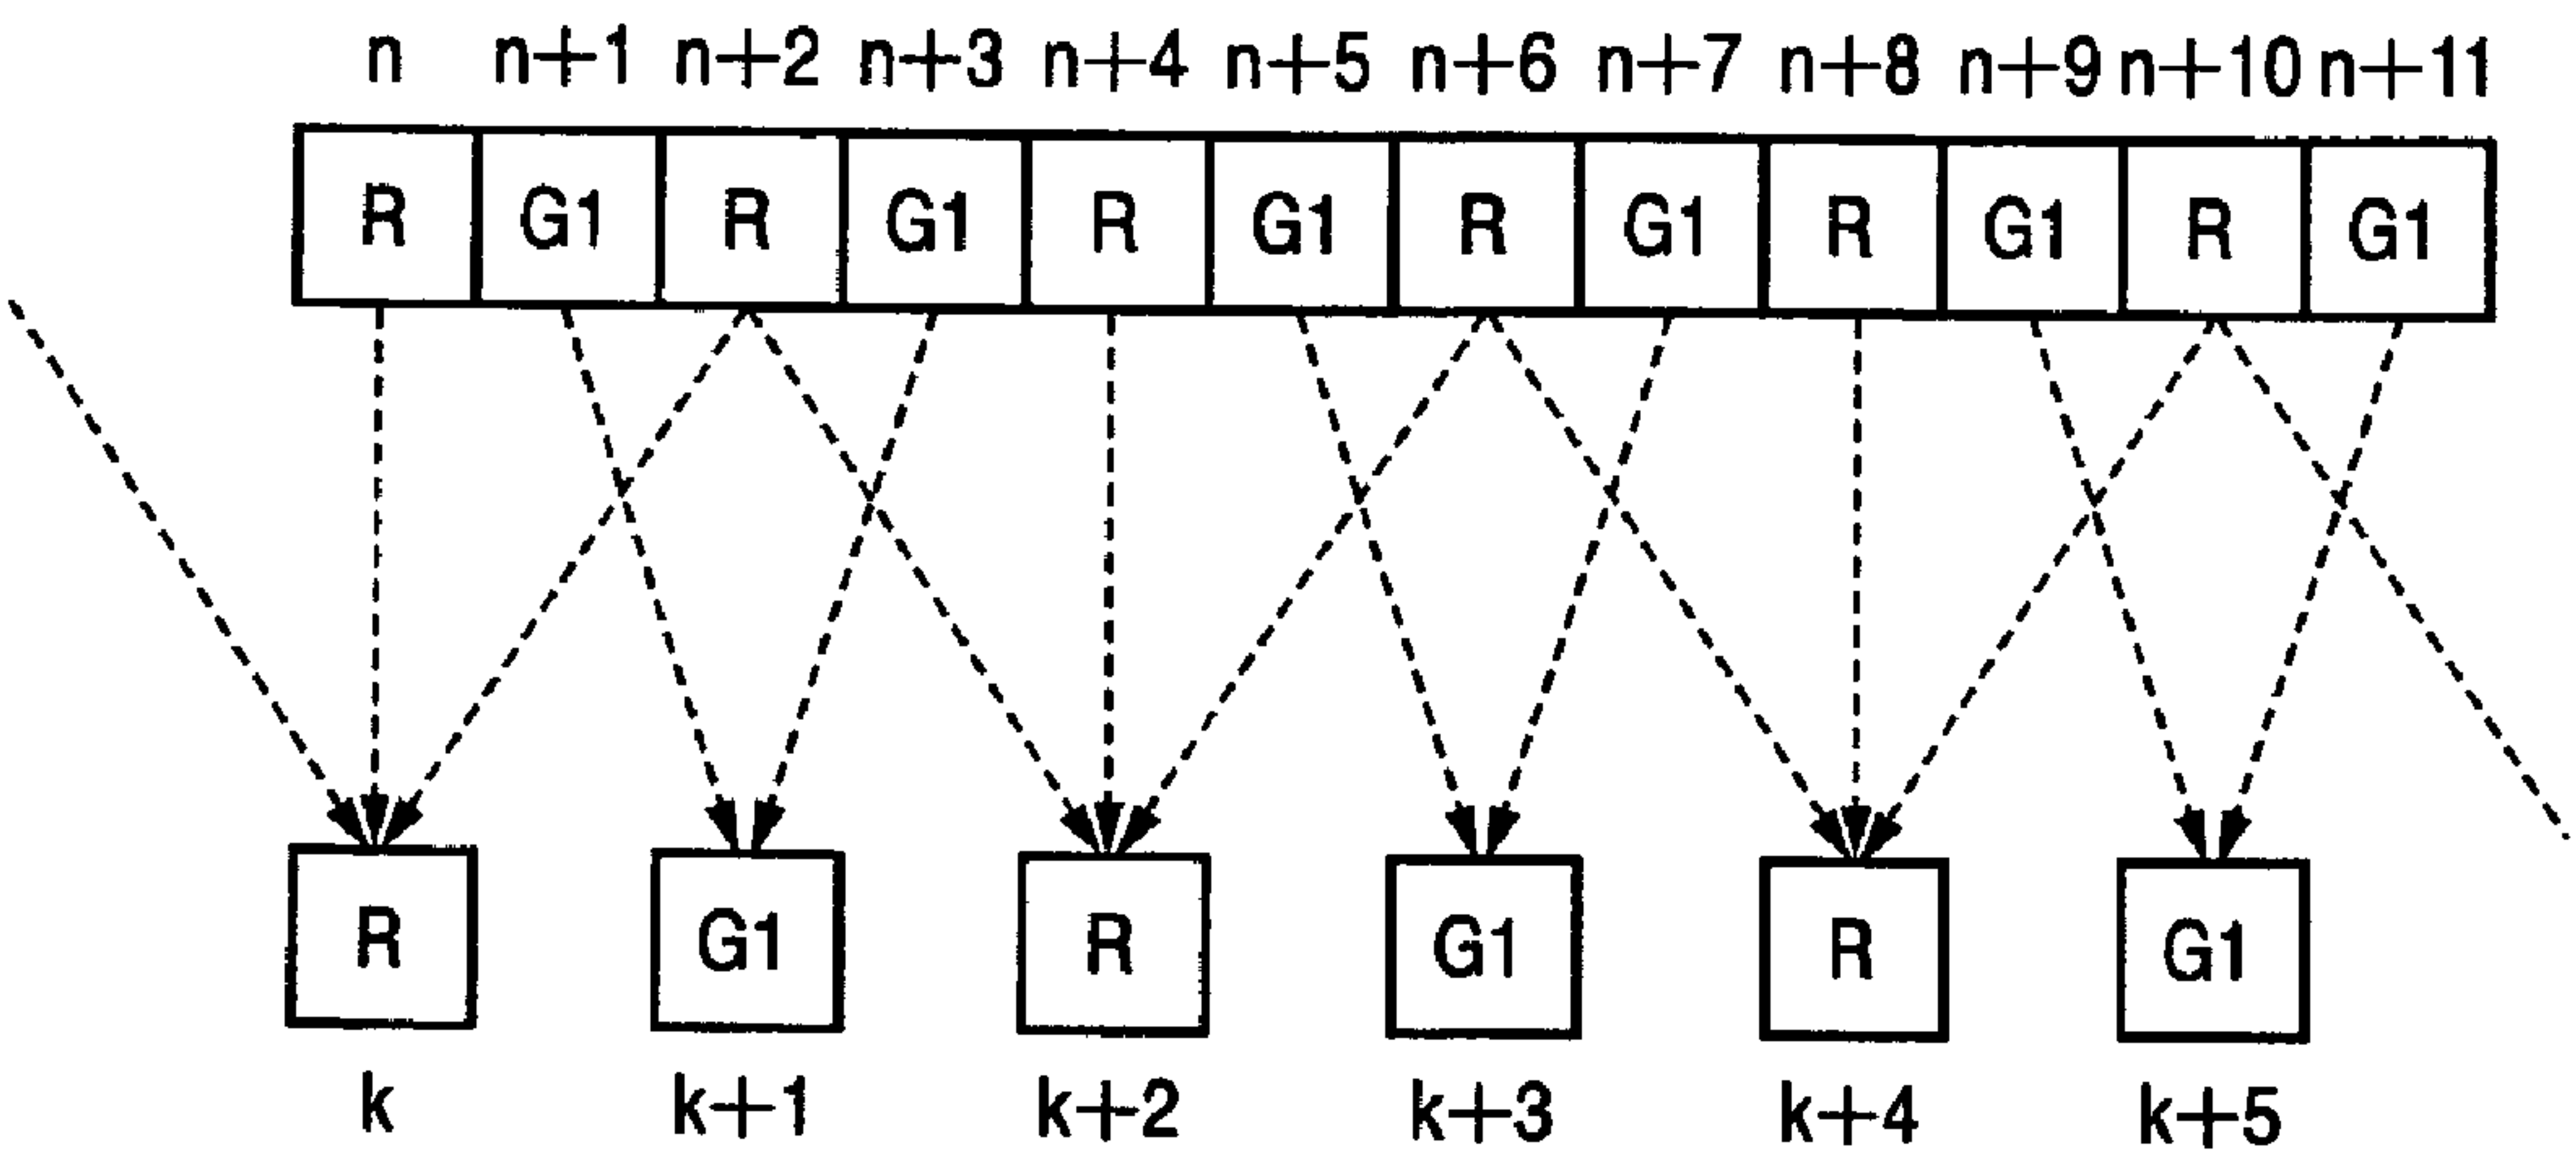 n n+1 n+2 n+3 n+4 n+5 n+6 n+7 n+8 n+9 n+10 n+11
R G1 R G1 R G1 R G1 R G1 R G1
R G1 R G1 R G1
k k+1 k+2 k+3 k+4 k+5